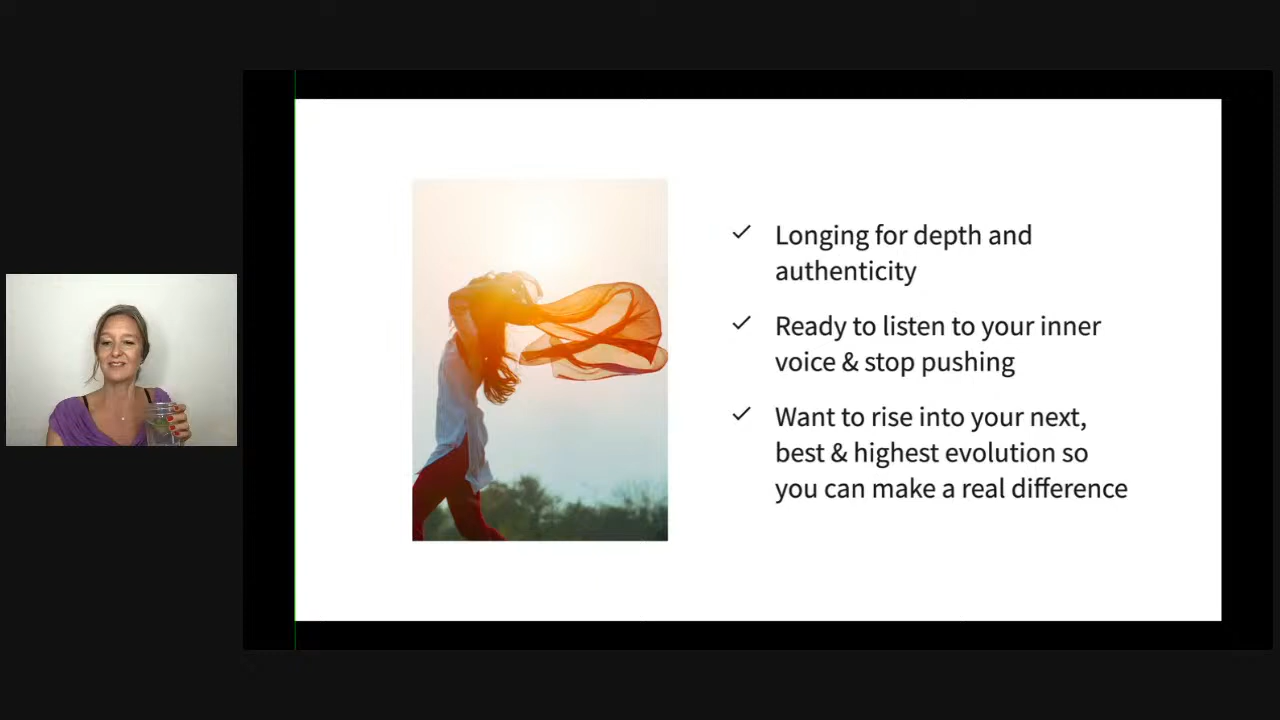 Longing for depth and
authenticity
Ready to listen to your inner
voice & stop pushing
Want to rise into your next,
best & highest evolution so
you can make a real difference